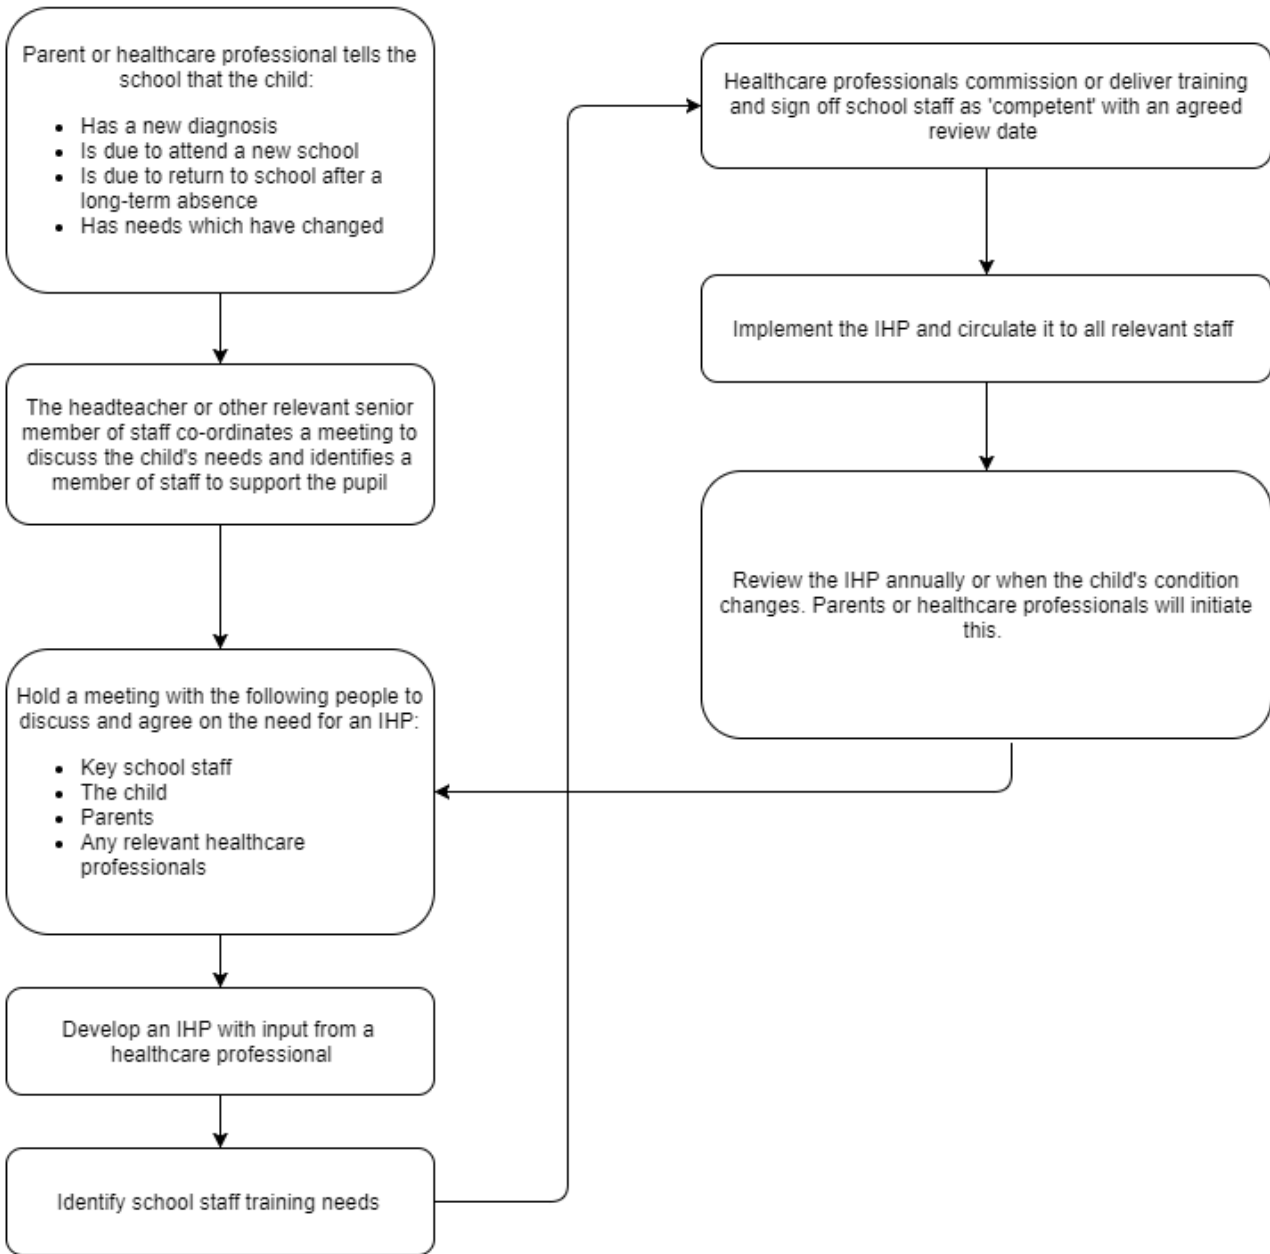 Parent or healthcare professional tells the
school that the child:
• Has a new diagnosis
• Is due to attend a new school
• Is due to return to school after a
long-term absence
• Has needs which have changed
The headteacher or other relevant senior
member of staff co-ordinates a meeting to
discuss the child's needs and identifies a
member of staff to support the pupil
Hold a meeting with the following people to
discuss and agree on the need for an IHP:
• Key school staff
• The child
• Parents
• Any relevant healthcare
professionals
Develop an IHP with input from a
healthcare professional
Identify school staff training needs
Healthcare professionals commission or deliver training
and sign off school staff as 'competent' with an agreed
review date
Implement the IHP and circulate it to all relevant staff
Review the IHP annually or when the child's condition
changes. Parents or healthcare professionals will initiate
this.